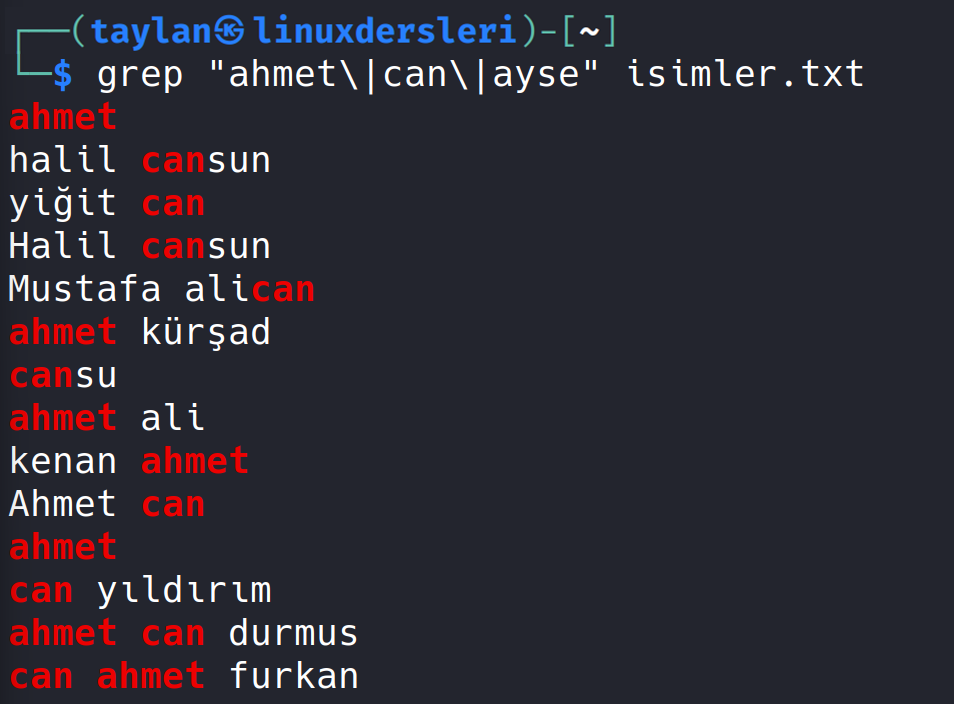 ┌──(taylan㉿linuxdersleri)-[~]
└─$ grep "ahmet\|can\|ayse" isimler.txt
ahmet
halil cansun
yiğit can
Halil cansun
Mustafa alican
ahmet kürşad
cansu
ahmet ali
kenan ahmet
Ahmet can
ahmet
can yıldırım
ahmet can durmus
can ahmet furkan